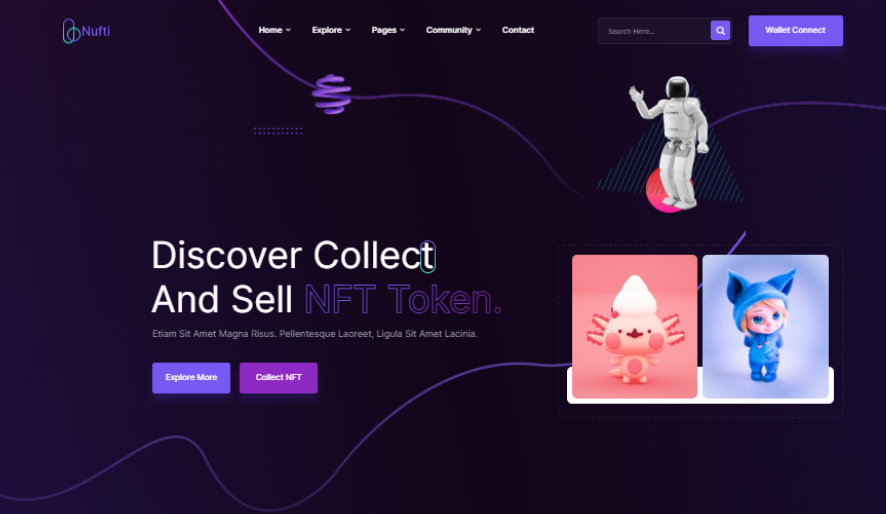 Nufti
Home Explore Pages Community Contact
Search Here...
Wallet Connect
Discover Collect
And Sell NFT Token.
Etiam Sit Amet Magna Risus. Pellentesque Laoreet, Ligula Sit Amet Lacinia.
Explore More
Collect NFT